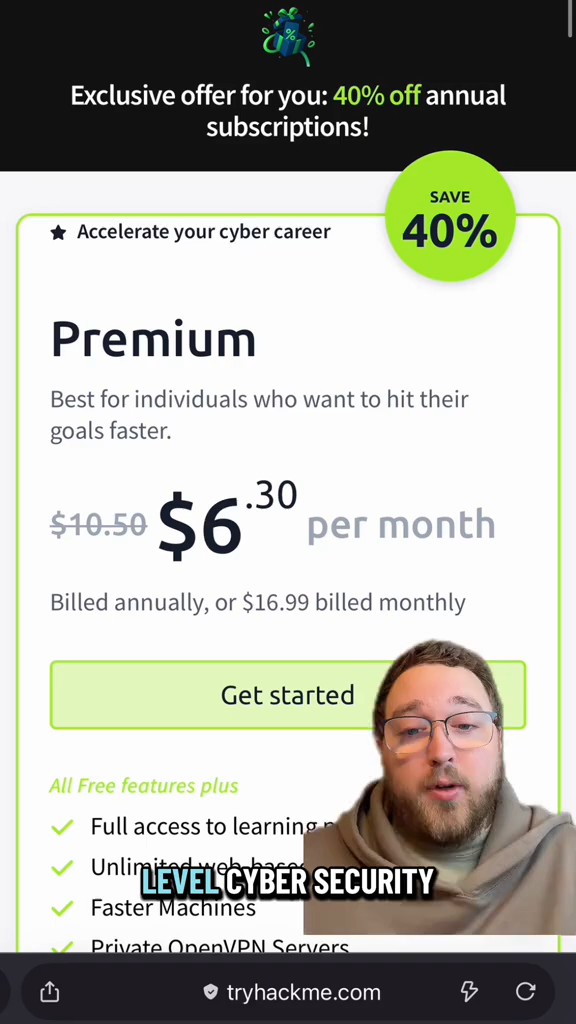 Exclusive offer for you: 40% off annual
subscriptions!
SAVE
40%
Accelerate your cyber career
Premium
Best for individuals who want to hit their
goals faster.
$10.50 $6.30 per month
Billed annually, or $16.99 billed monthly
Get started
All Free features plus
Full access to learning
Unlimited
LEVEL CYBER SECURITY
Faster Machines
Private OpenVPN Servers
tryhackme.com